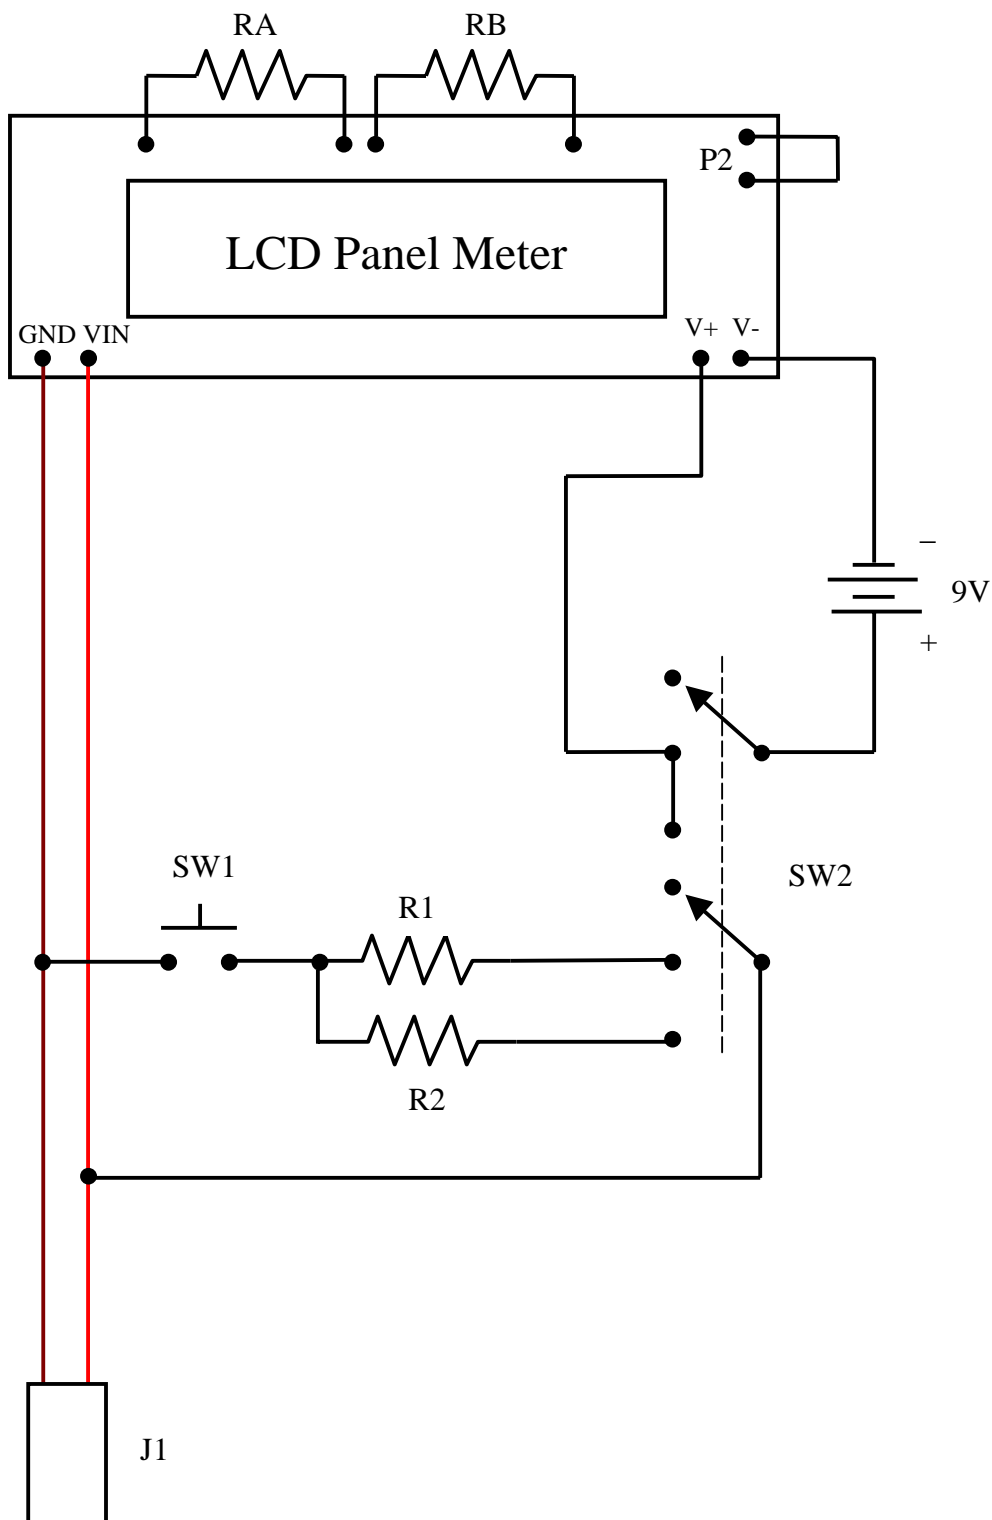 RA RB
P2
LCD Panel Meter
GND VIN
V+ V-
–
9V
+
SW1
SW2
R1
R2
J1